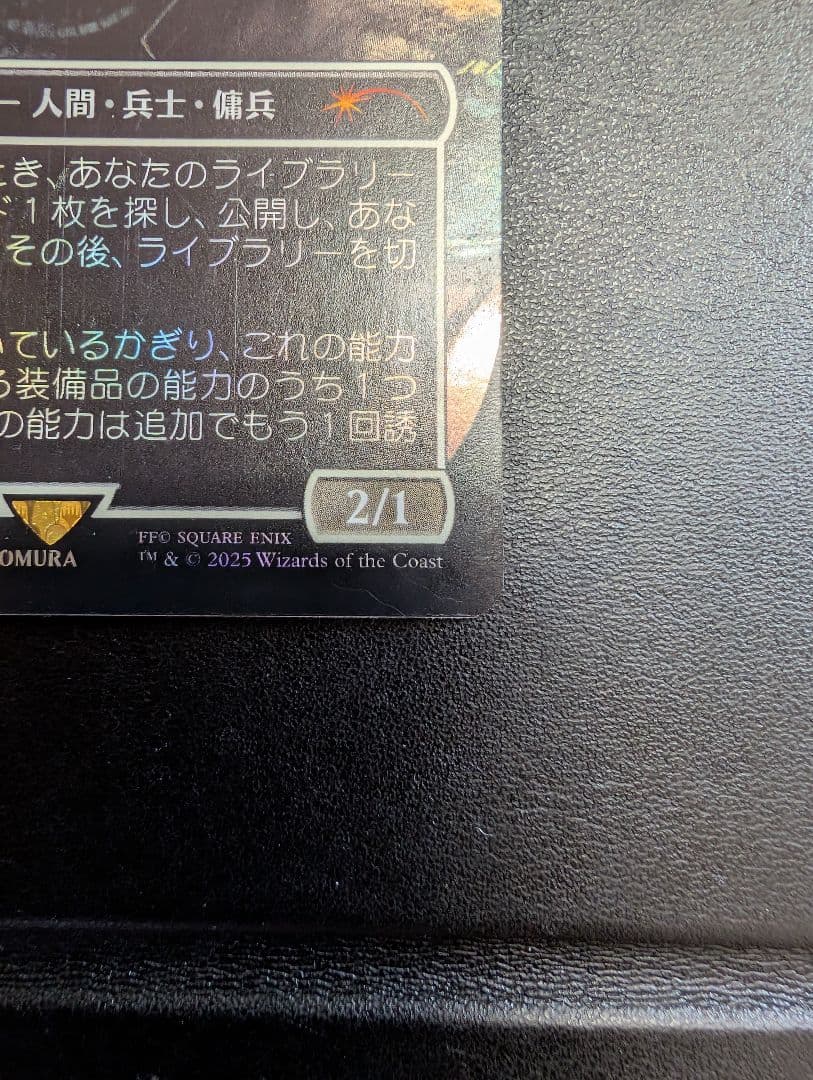 ー 人間・兵士・傭兵
とき、あなたのライブラリー
ド1枚を探し、公開し、あな
その後、ライブラリーを切
いているかぎり、これの能力
る装備品の能力のうち1つ
の能力は追加でもう1回誘
2/1
FF© SQUARE ENIX
OMURA
™ & © 2025 Wizards of the Coast